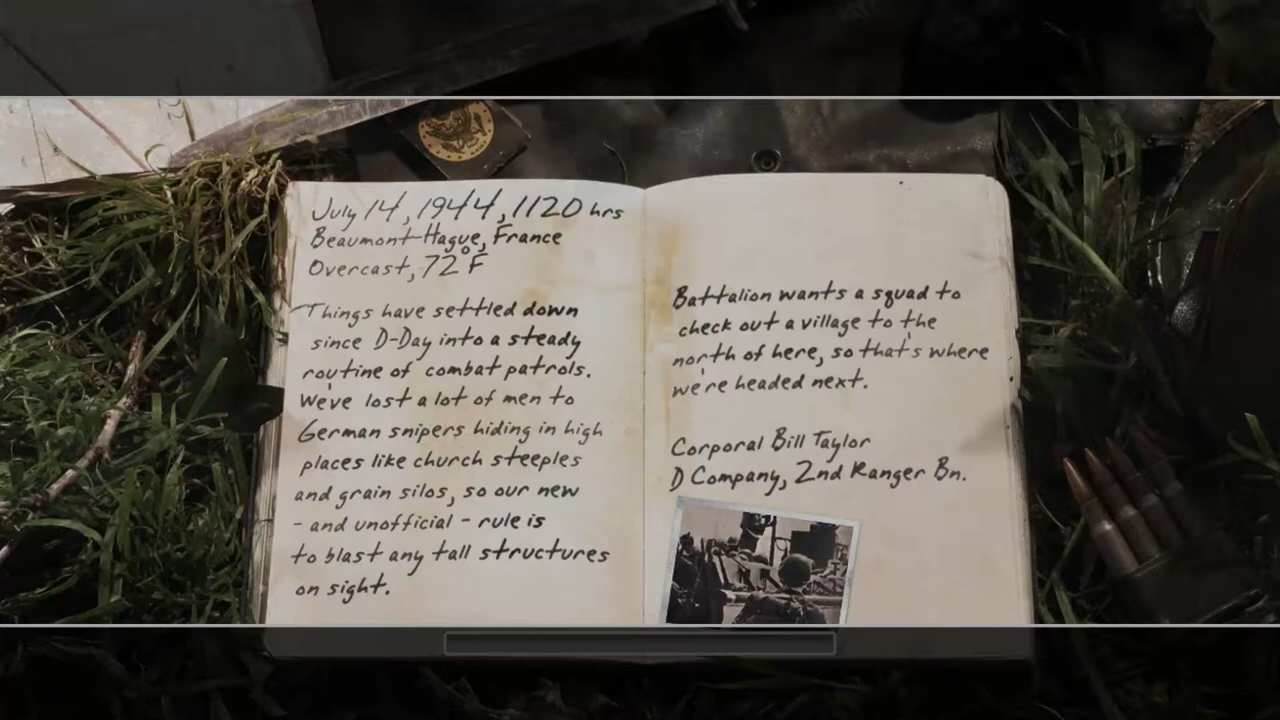 July 14, 1944, 1120 hrs
Beaumont-Hague, France
Overcast, 72°F
Things have settled down
since D-Day into a steady
routine of combat patrols.
We've lost a lot of men to
German snipers hiding in high
places like church steeples
and grain silos, so our new
- and unofficial - rule is
to blast any tall structures
on sight.
Battalion wants a squad to
check out a village to the
north of here, so that's where
we're headed next.
Corporal Bill Taylor
D Company, 2nd Ranger Bn.